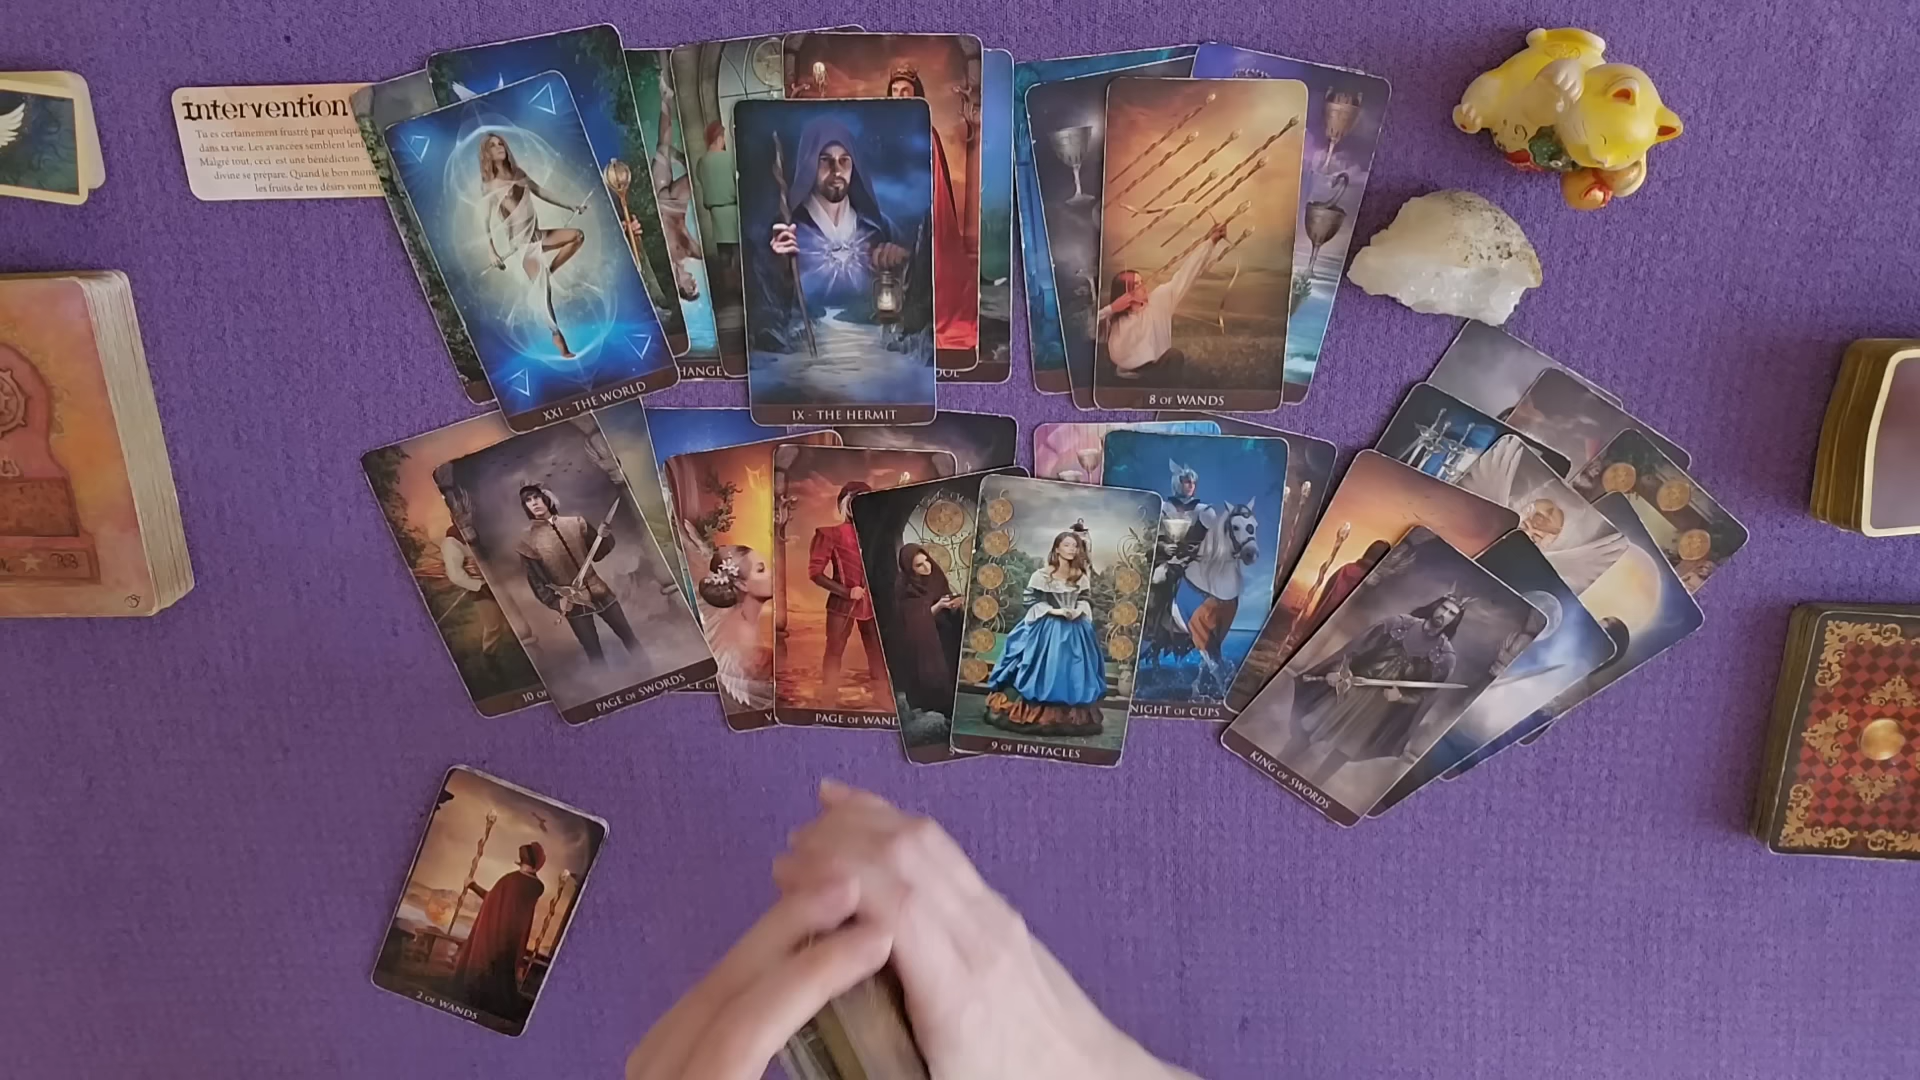 Intervention
Tu es certainement frustré par quelqu
dans ta vie. Les avancées semblent lent
Malgré tout, ceci est une bénédiction
divine se prépare. Quand le bon mom
les fruits de tes désirs vont m
XXI - THE WORLD
HANGE
IX - THE HERMIT
8 OF WANDS
10 OF
PAGE OF SWORDS
PAGE OF WAND
9 OF PENTACLES
NIGHT OF CUPS
KING OF SWORDS
2 OF WANDS